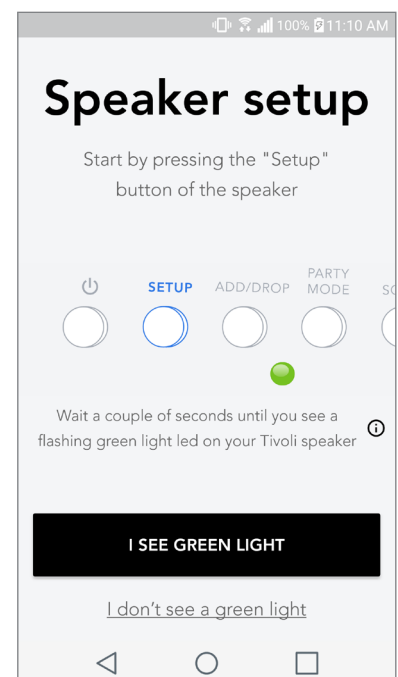 100% 11:10 AM
Speaker setup
Start by pressing the "Setup"
button of the speaker
PARTY
SETUP ADD/DROP MODE SO
Wait a couple of seconds until you see a
flashing green light led on your Tivoli speaker
I SEE GREEN LIGHT
I don't see a green light